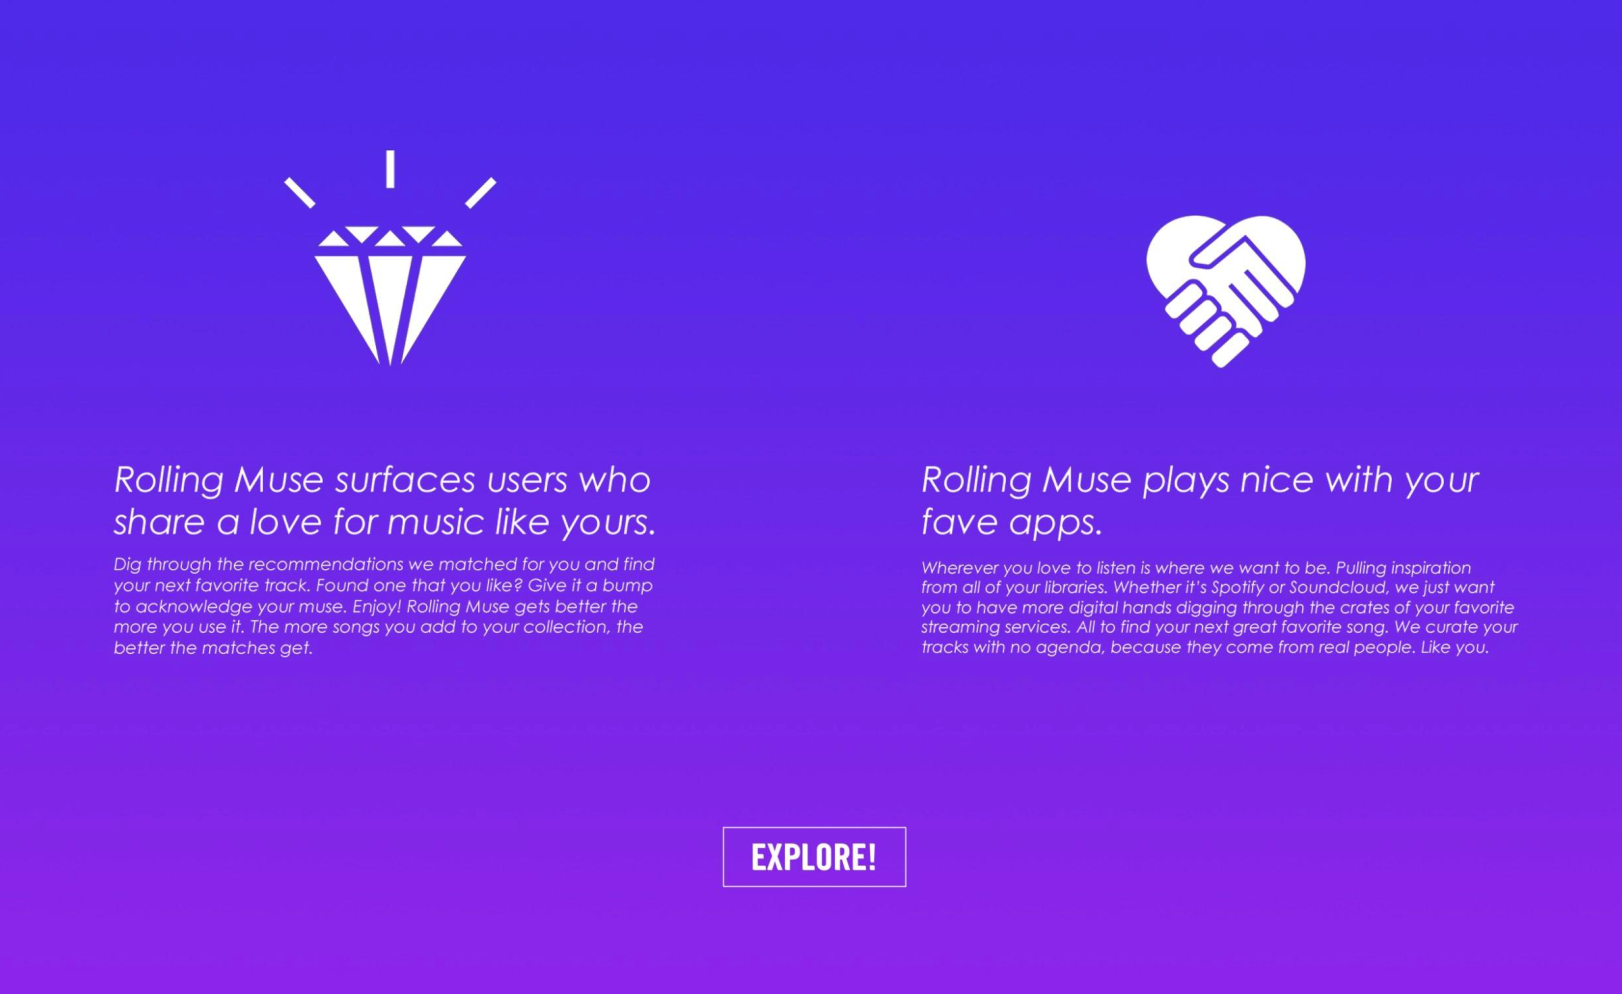 Rolling Muse surfaces users who
share a love for music like yours.
Dig through the recommendations we matched for you and find
your next favorite track. Found one that you like? Give it a bump
to acknowledge your muse. Enjoy! Rolling Muse gets better the
more you use it. The more songs you add to your collection, the
better the matches get.
Rolling Muse plays nice with your
fave apps.
Wherever you love to listen is where we want to be. Pulling inspiration
from all of your libraries. Whether it's Spotify or Soundcloud, we just want
you to have more digital hands digging through the crates of your favorite
streaming services. All to find your next great favorite song. We curate your
tracks with no agenda, because they come from real people. Like you.
EXPLORE!